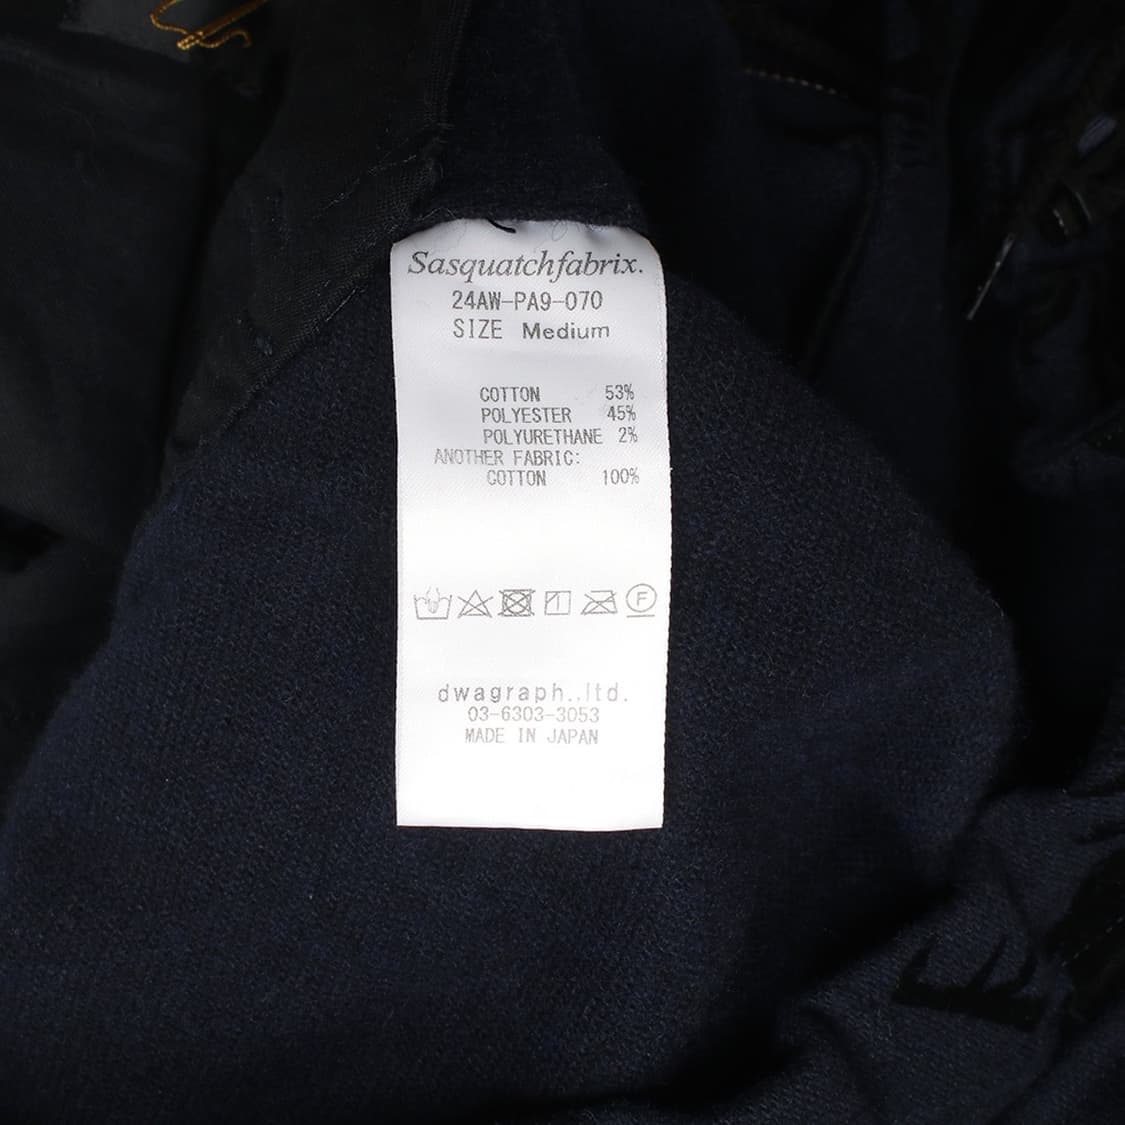 Sasquatchfabrix.
24AW-PA9-070
SIZE Medium
COTTON 53%
POLYESTER 45%
POLYURETHANE 2%
ANOTHER FABRIC:
COTTON 100%
F
dwagraph.,ltd.
03-6303-3053
MADE IN JAPAN